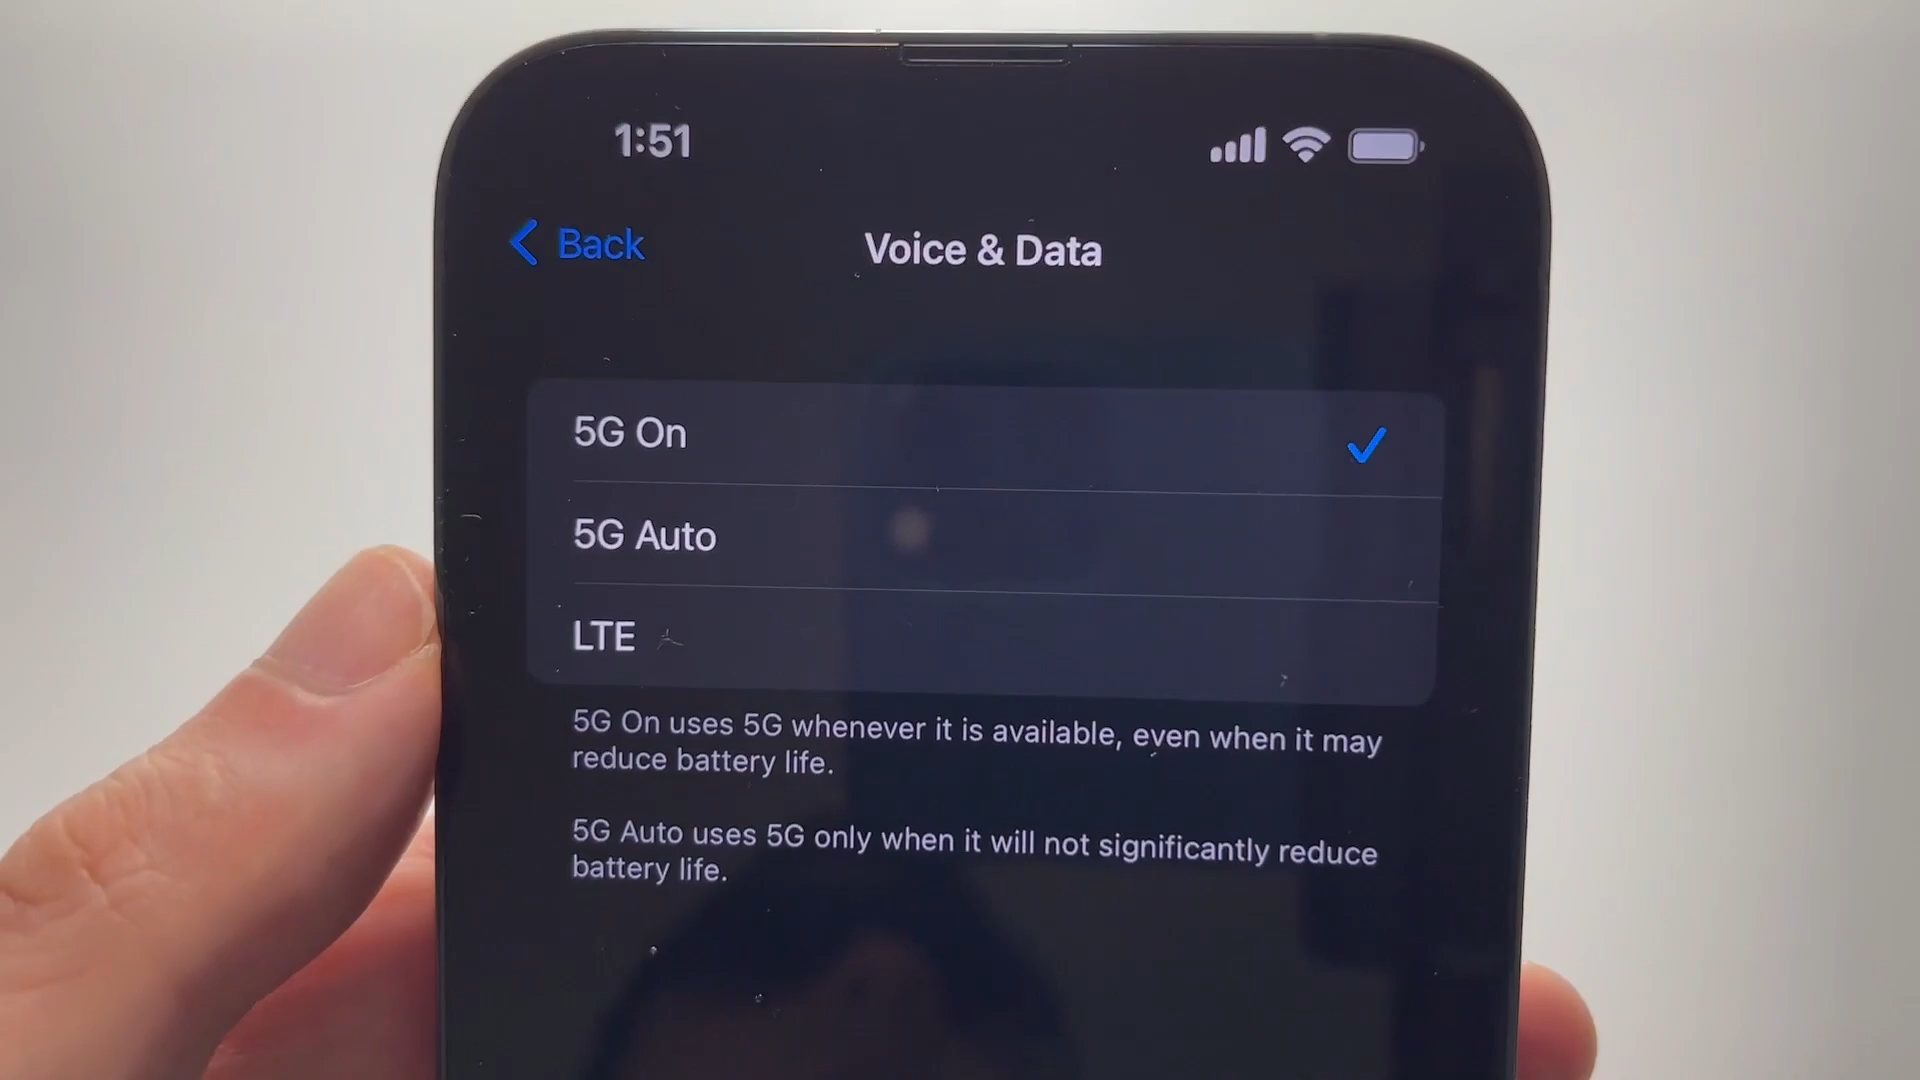 1:51
Back
Voice & Data
5G On
5G Auto
LTE
5G On uses 5G whenever it is available, even when it may
reduce battery life.
5G Auto uses 5G only when it will not significantly reduce
battery life.